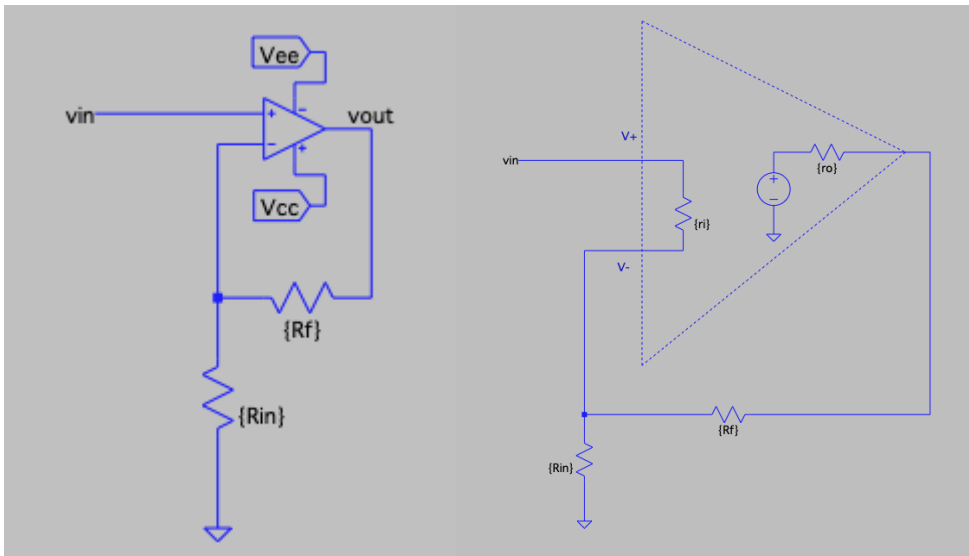 Vee
vin
+
-
vout
-
+
Vcc
{Rf}
{Rin}
V+
vin
{ri}
V-
+
-
{ro}
{Rf}
{Rin}